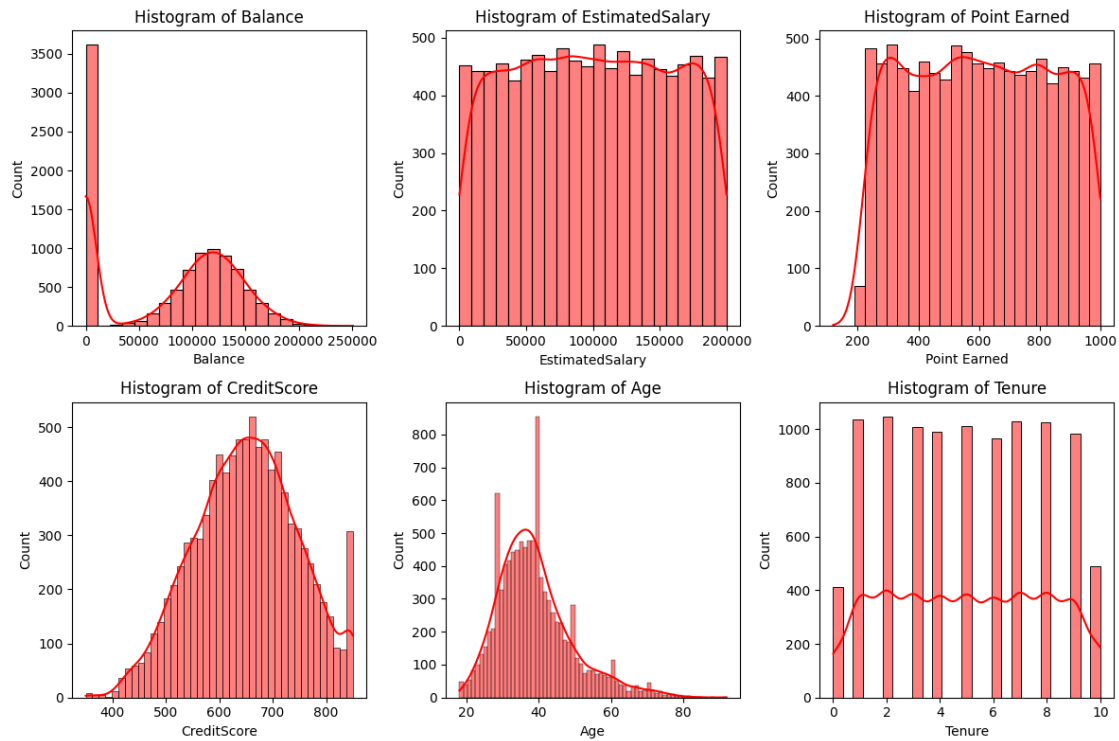 Histogram of Balance
3500
3000
2500
2000
1500
1000
500
0
Count
0 50000 100000 150000 200000 250000
Balance
Histogram of EstimatedSalary
500
400
300
200
100
0
Count
0 50000 100000 150000 200000
EstimatedSalary
Histogram of Point Earned
500
400
300
200
100
0
Count
200 400 600 800 1000
Point Earned
Histogram of CreditScore
500
400
300
200
100
0
Count
400 500 600 700 800
CreditScore
Histogram of Age
800
700
600
500
400
300
200
100
0
Count
20 40 60 80
Age
Histogram of Tenure
1000
800
600
400
200
0
Count
0 2 4 6 8 10
Tenure